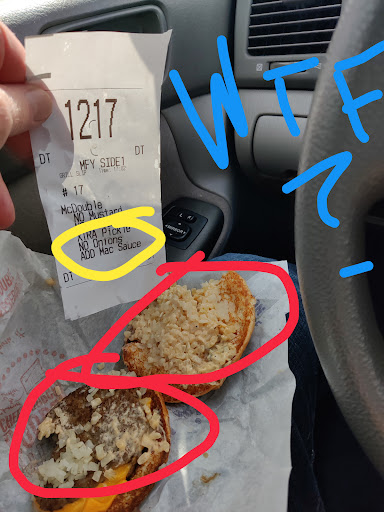 1217
DT MFY SIDE1 DT
# 17
McDouble
NO Mustard
XTRA Pickle
NO Onions
ADD Mac Sauce
DT
WTF
?